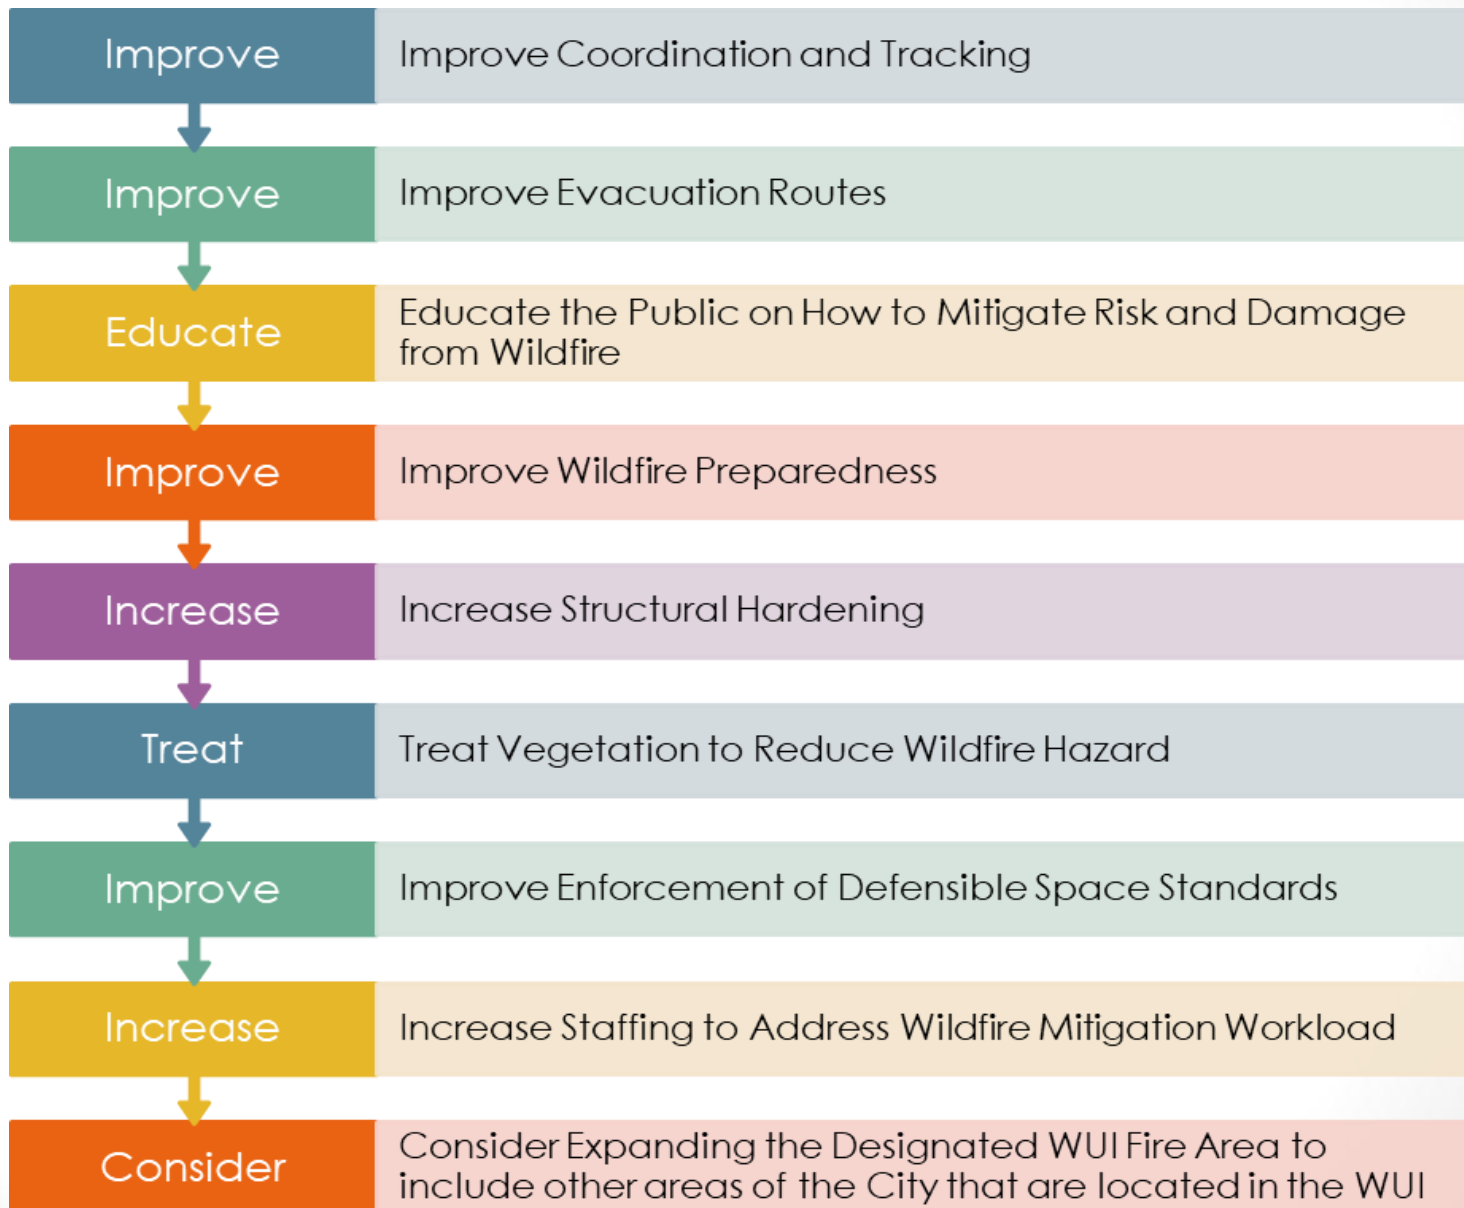 Improve
Improve Coordination and Tracking
Improve
Improve Evacuation Routes
Educate
Educate the Public on How to Mitigate Risk and Damage
from Wildfire
Improve
Improve Wildfire Preparedness
Increase
Increase Structural Hardening
Treat
Treat Vegetation to Reduce Wildfire Hazard
Improve
Improve Enforcement of Defensible Space Standards
Increase
Increase Staffing to Address Wildfire Mitigation Workload
Consider
Consider Expanding the Designated WUI Fire Area to
include other areas of the City that are located in the WUI